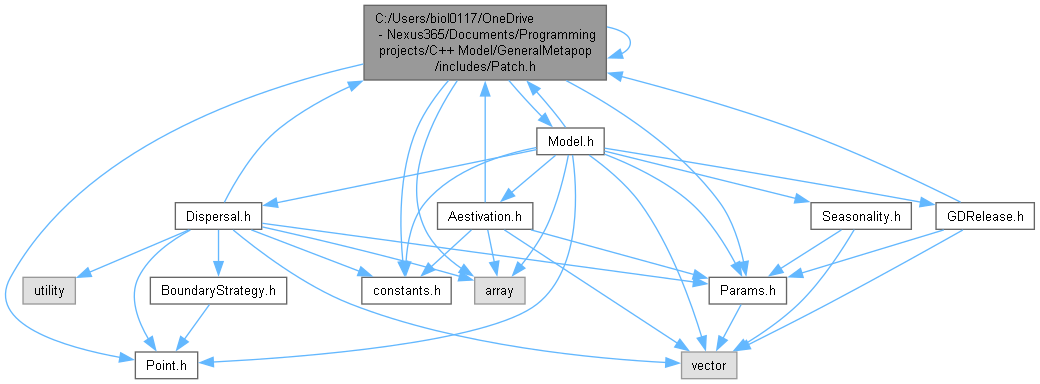 C:/Users/biol0117/OneDrive
- Nexus365/Documents/Programming
projects/C++ Model/GeneralMetapop
/includes/Patch.h
Model.h
Dispersal.h
Aestivation.h
Seasonality.h
GDRelease.h
utility
BoundaryStrategy.h
constants.h
array
Params.h
Point.h
vector